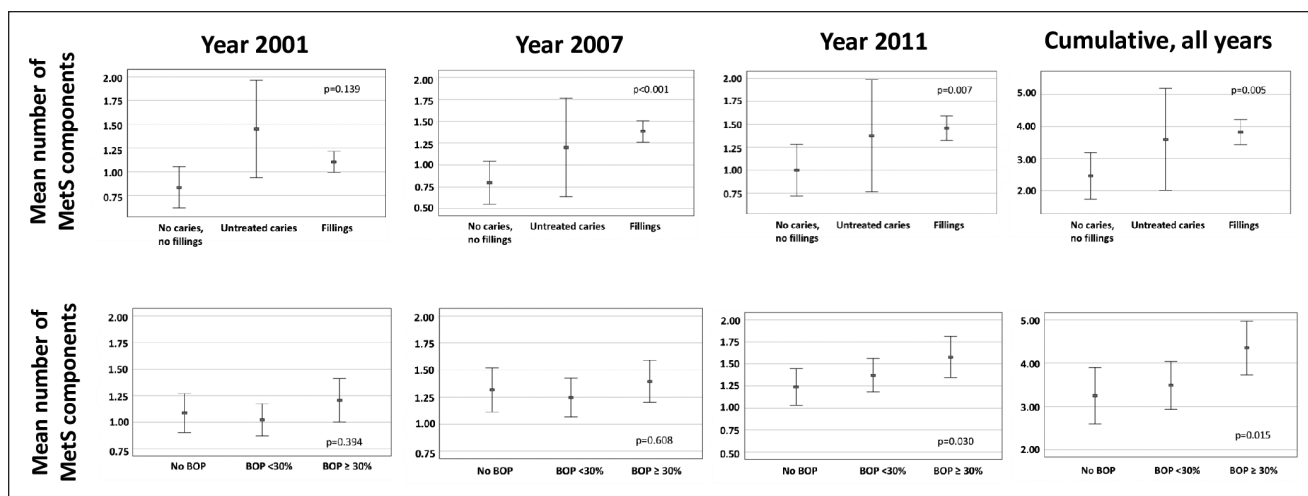 Year 2001
Year 2007
Year 2011
Cumulative, all years
Mean number of
MetS components
2.00
1.75
1.50
1.25
1.00
0.75
p=0.139
No caries,
no fillings
Untreated caries
Fillings
2.00
1.75
1.50
1.25
1.00
0.75
0.50
p<0.001
No caries,
no fillings
Untreated caries
Fillings
2.00
1.75
1.50
1.25
1.00
0.75
p=0.007
No caries,
no fillings
Untreated caries
Fillings
5.00
4.00
3.00
2.00
p=0.005
No caries,
no fillings
Untreated caries
Fillings
Mean number of
MetS components
2.00
1.75
1.50
1.25
1.00
0.75
p=0.394
No BOP
BOP <30%
BOP ≥ 30%
2.00
1.75
1.50
1.25
1.00
0.75
p=0.608
No BOP
BOP <30%
BOP ≥ 30%
2.00
1.75
1.50
1.25
1.00
0.75
0.50
p=0.030
No BOP
BOP <30%
BOP ≥ 30%
5.00
4.00
3.00
2.00
p=0.015
No BOP
BOP <30%
BOP ≥ 30%